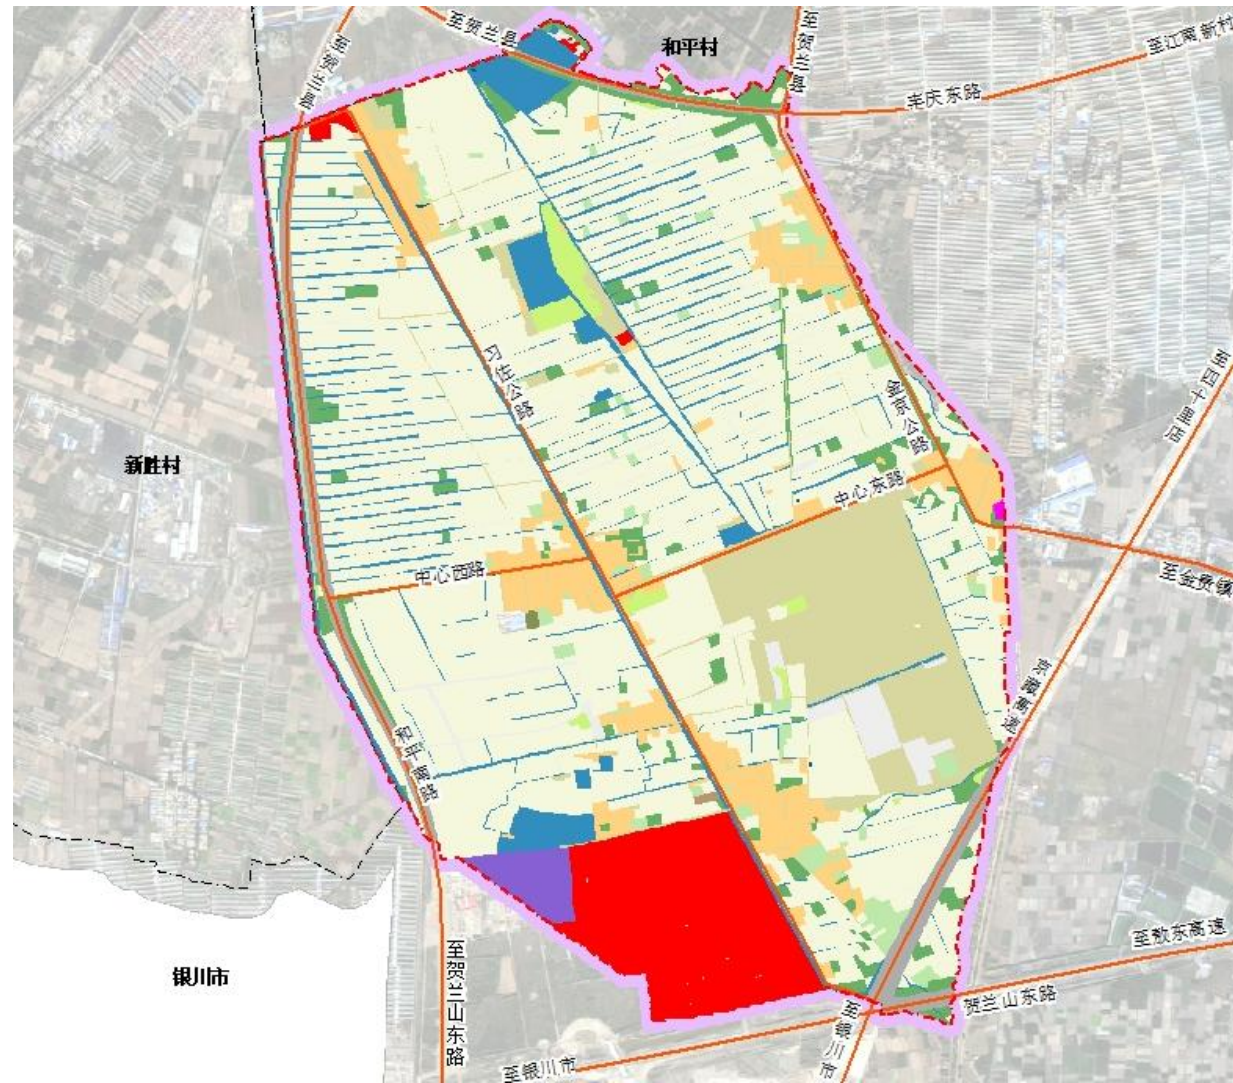 至贺兰县
至贺兰县
和平村
至贺兰县
至江南新村
丰庆东路
习佐公路
金京公路
至四十里店
新胜村
中心东路
中心西路
至金贵镇
京藏高速
和平南路
至贺兰山东路
银川市
至敖东高速
贺兰山东路
至银川市
至银川市